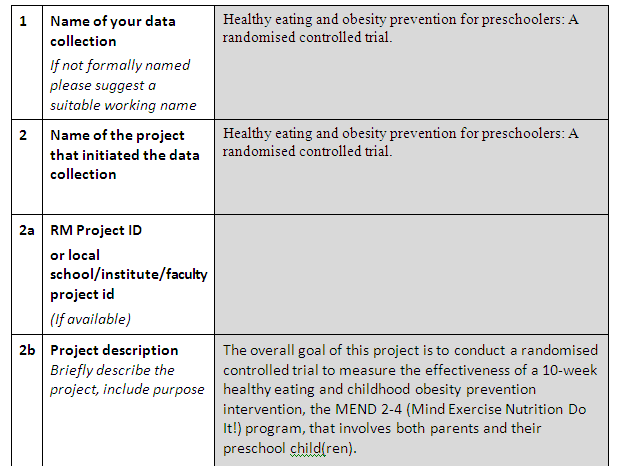 1 Name of your data Healthy eating and obesity prevention for preschoolers: A
collection randomised controlled trial.
If not formally named
please suggest a
suitable working name
2 Name of the project Healthy eating and obesity prevention for preschoolers: A
that initiated the data randomised controlled trial.
collection
2a RM Project ID
or local
school/institute/faculty
project id
(If available)
2b Project description The overall goal of this project is to conduct a randomised
Briefly describe the controlled trial to measure the effectiveness of a 10-week
project, include purpose healthy eating and childhood obesity prevention
intervention, the MEND 2-4 (Mind Exercise Nutrition Do
It!) program, that involves both parents and their
preschool child(ren).